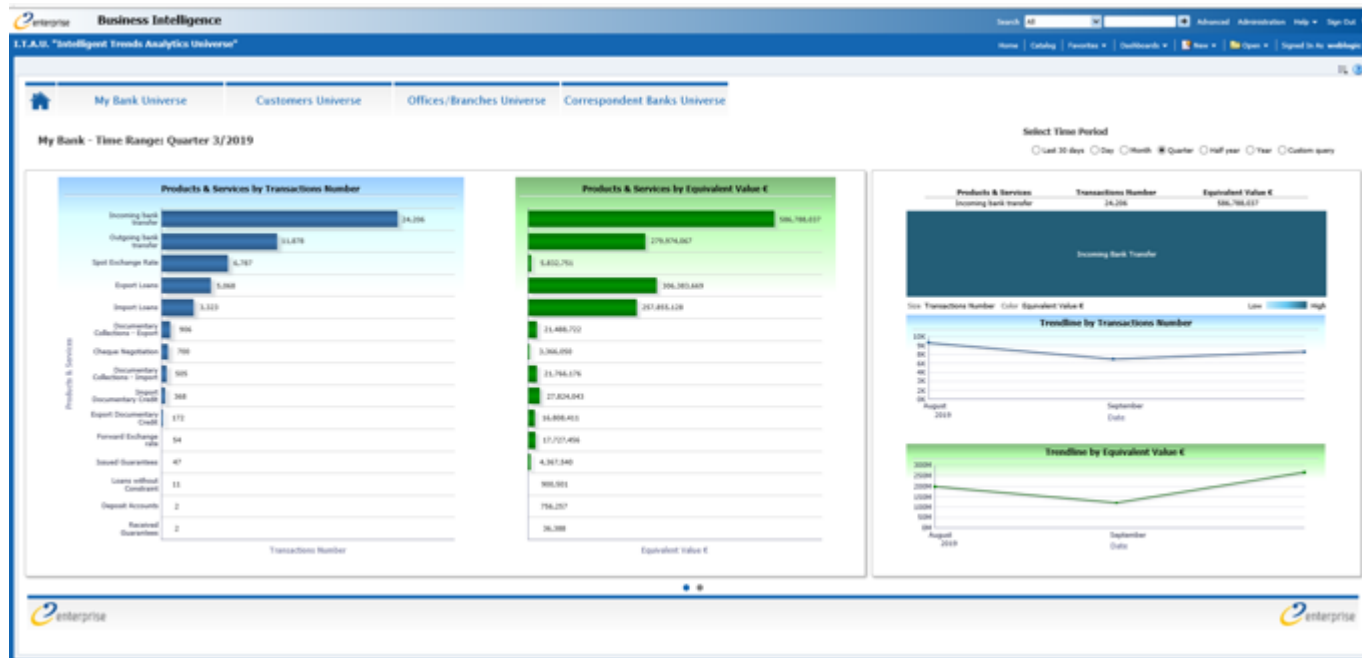 enterprise Business Intelligence
Search All Advanced Administration Help Sign Out
I.T.A.U. "Intelligent Trends Analytics Universe"
Home Catalog Favorites Dashboards New Open Signed In As weblogic
My Bank Universe Customers Universe Offices/Branches Universe Correspondent Banks Universe
My Bank - Time Range: Quarter 3/2019
Select Time Period
Last 30 days Day Month Quarter Half year Year Custom query
Products & Services by Transactions Number
Products & Services
Incoming bank transfer 24,206
Outgoing bank transfer 11,878
Spot Exchange Rate 6,767
Export Loans 5,068
Import Loans 3,323
Documentary Collections - Export 906
Cheque Negotiation 700
Documentary Collections - Import 505
Import Documentary Credit 368
Export Documentary Credit 172
Forward Exchange rate 54
Issued Guarantees 47
Loans without Constraint 11
Deposit Accounts 2
Received Guarantees 2
Transactions Number
Products & Services by Equivalent Value €
586,788,037
279,974,067
5,832,751
306,383,669
257,855,128
21,488,722
3,366,050
21,766,176
27,824,043
16,808,411
17,727,456
4,367,540
900,501
756,257
36,388
Equivalent Value €
Products & Services Transactions Number Equivalent Value €
Incoming bank transfer 24,206 586,788,037
Incoming Bank Transfer
Size Transactions Number Color Equivalent Value € Low High
Trendline by Transactions Number
10K
9K
8K
6K
4K
3K
2K
0K
August September
2019 Date
Trendline by Equivalent Value €
300M
250M
200M
150M
100M
50M
0M
August September
2019 Date
enterprise enterprise